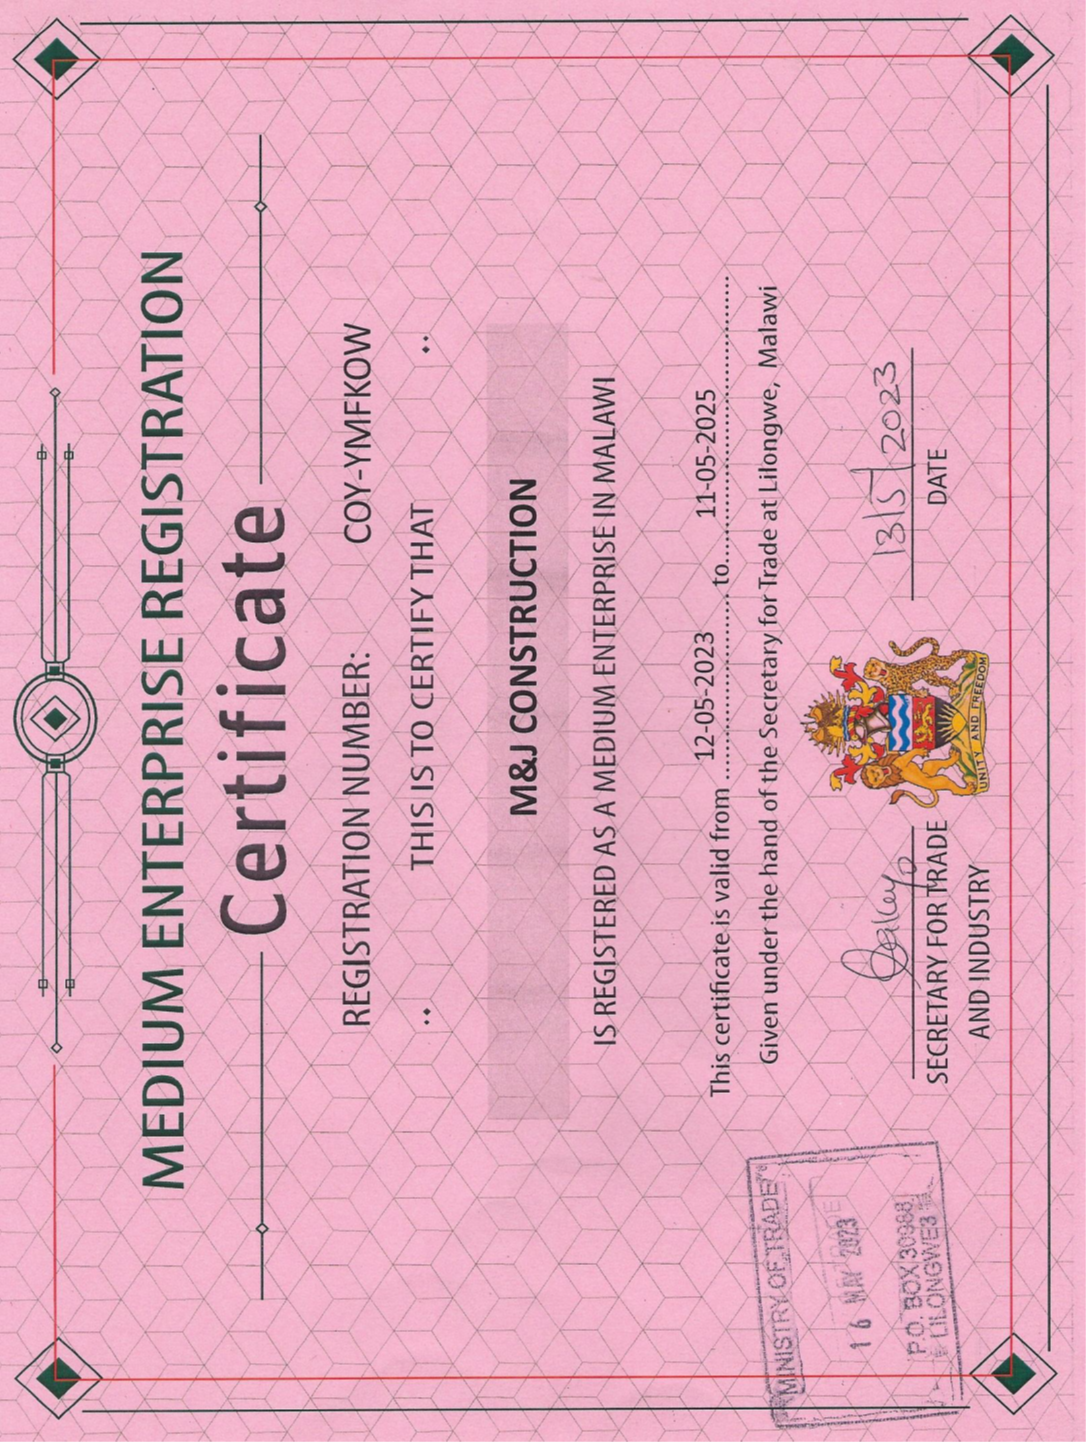 MEDIUM ENTERPRISE REGISTRATION
Certificate
REGISTRATION NUMBER: COY-YMFKOW
THIS IS TO CERTIFY THAT
M&J CONSTRUCTION
IS REGISTERED AS A MEDIUM ENTERPRISE IN MALAWI
This certificate is valid from 12-05-2023 to 11-05-2025
Given under the hand of the Secretary for Trade at Lilongwe, Malawi
13/5/2023
SECRETARY FOR TRADE
AND INDUSTRY
DATE
UNITY AND FREEDOM
MINISTRY OF TRADE
16 MAY 2023
P.O. BOX 30988
LILONGWE 3